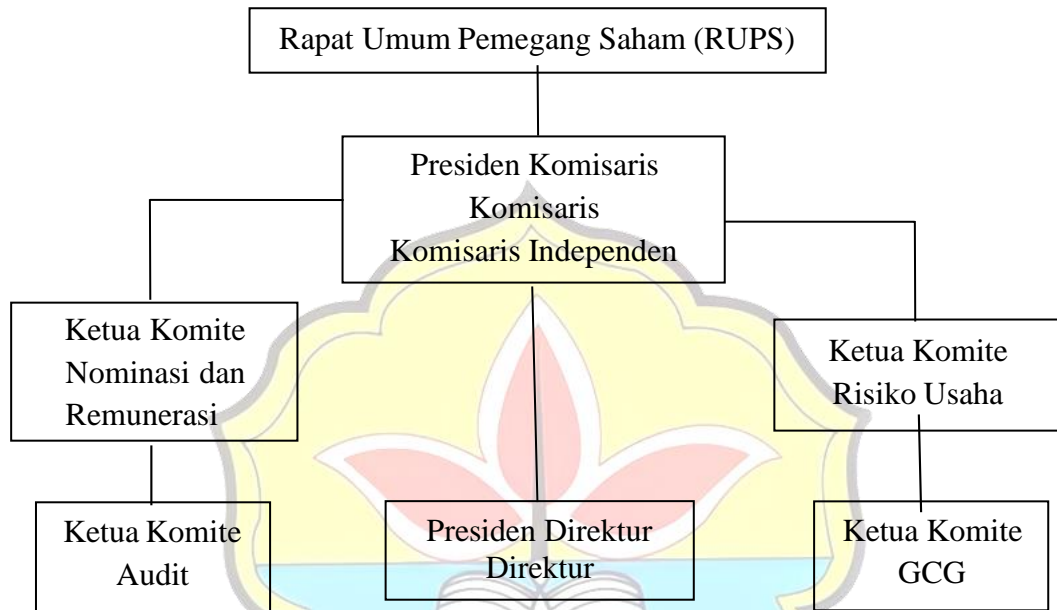 Rapat Umum Pemegang Saham (RUPS)
Presiden Komisaris
Komisaris
Komisaris Independen
Ketua Komite
Nominasi dan
Remunerasi
Ketua Komite
Risiko Usaha
Ketua Komite
Audit
Presiden Direktur
Direktur
Ketua Komite
GCG